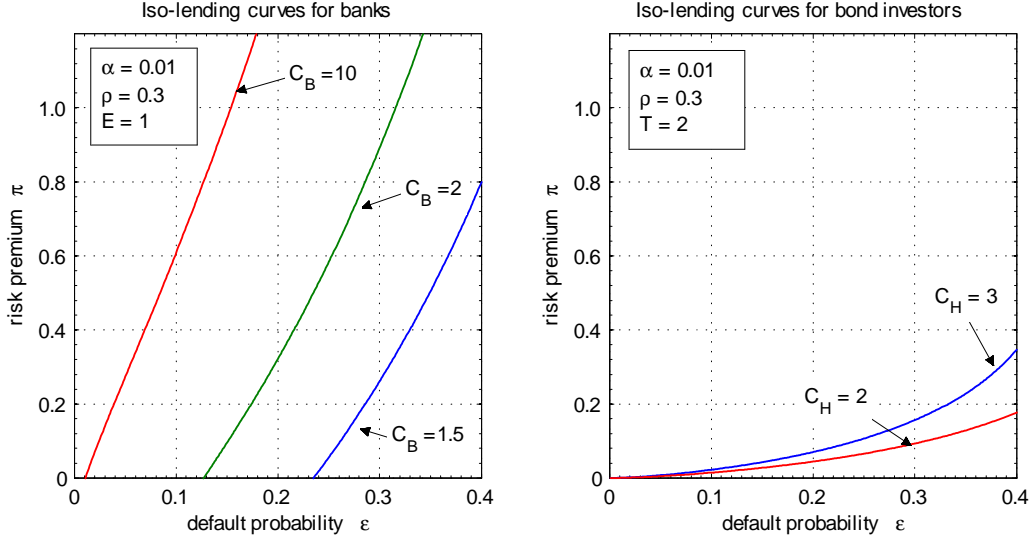 Iso-lending curves for banks
α = 0.01
ρ = 0.3
E = 1
C_B =10
C_B =2
C_B =1.5
risk premium π
1.0
0.8
0.6
0.4
0.2
0
0 0.1 0.2 0.3 0.4
default probability ε
Iso-lending curves for bond investors
α = 0.01
ρ = 0.3
T = 2
C_H = 3
C_H = 2
risk premium π
1.0
0.8
0.6
0.4
0.2
0
0 0.1 0.2 0.3 0.4
default probability ε